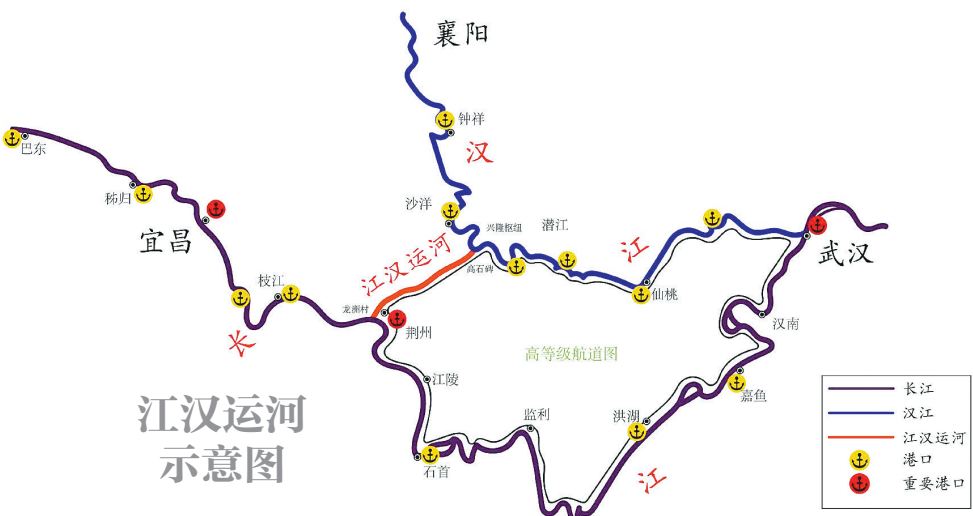 襄阳
钟祥
汉
巴东
秭归
沙洋
宜昌
兴隆枢纽
潜江
江
武汉
江汉运河
高石碑
枝江
仙桃
龙洲村
长
荆州
汉南
高等级航道图
江陵
嘉鱼
江汉运河
示意图
监利
洪湖
石首
江
长江
汉江
江汉运河
港口
重要港口